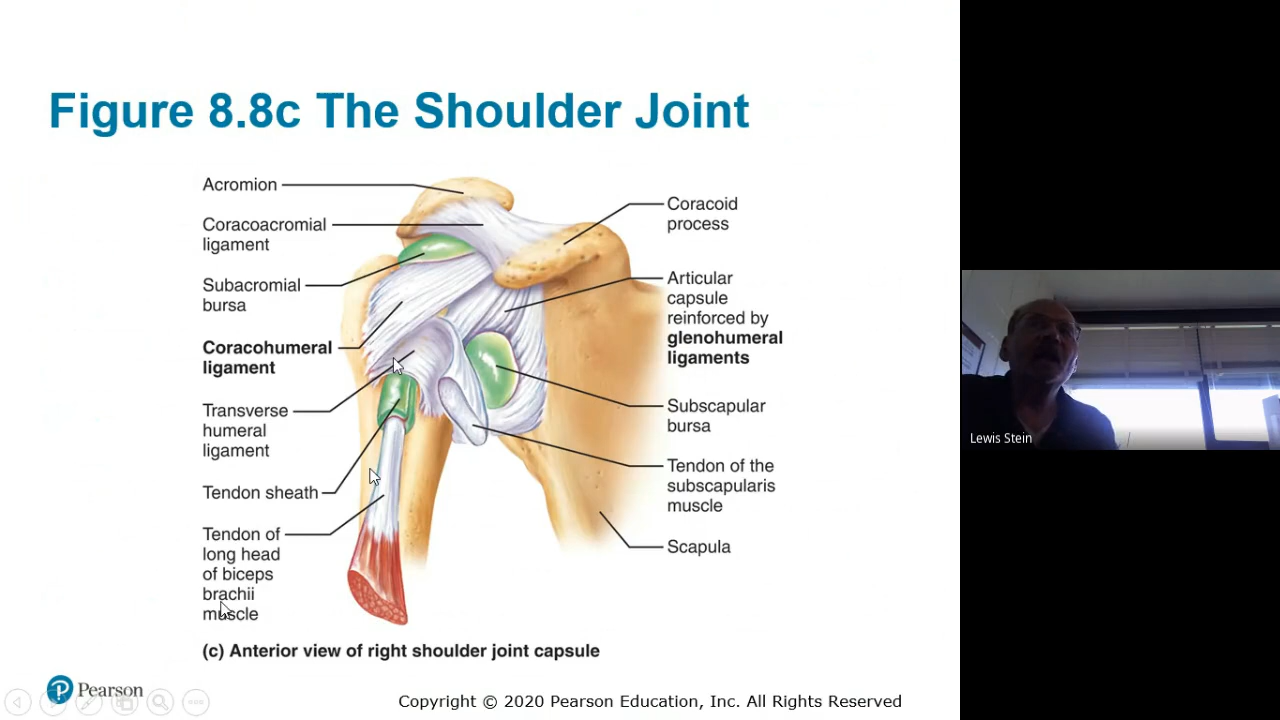 Figure 8.8c The Shoulder Joint
Acromion
Coracoacromial
ligament
Subacromial
bursa
Coracohumeral
ligament
Transverse
humeral
ligament
Tendon sheath
Tendon of
long head
of biceps
brachii
muscle
Coracoid
process
Articular
capsule
reinforced by
glenohumeral
ligaments
Subscapular
bursa
Tendon of the
subscapularis
muscle
Scapula
(c) Anterior view of right shoulder joint capsule
P Pearson
Copyright © 2020 Pearson Education, Inc. All Rights Reserved
Lewis Stein